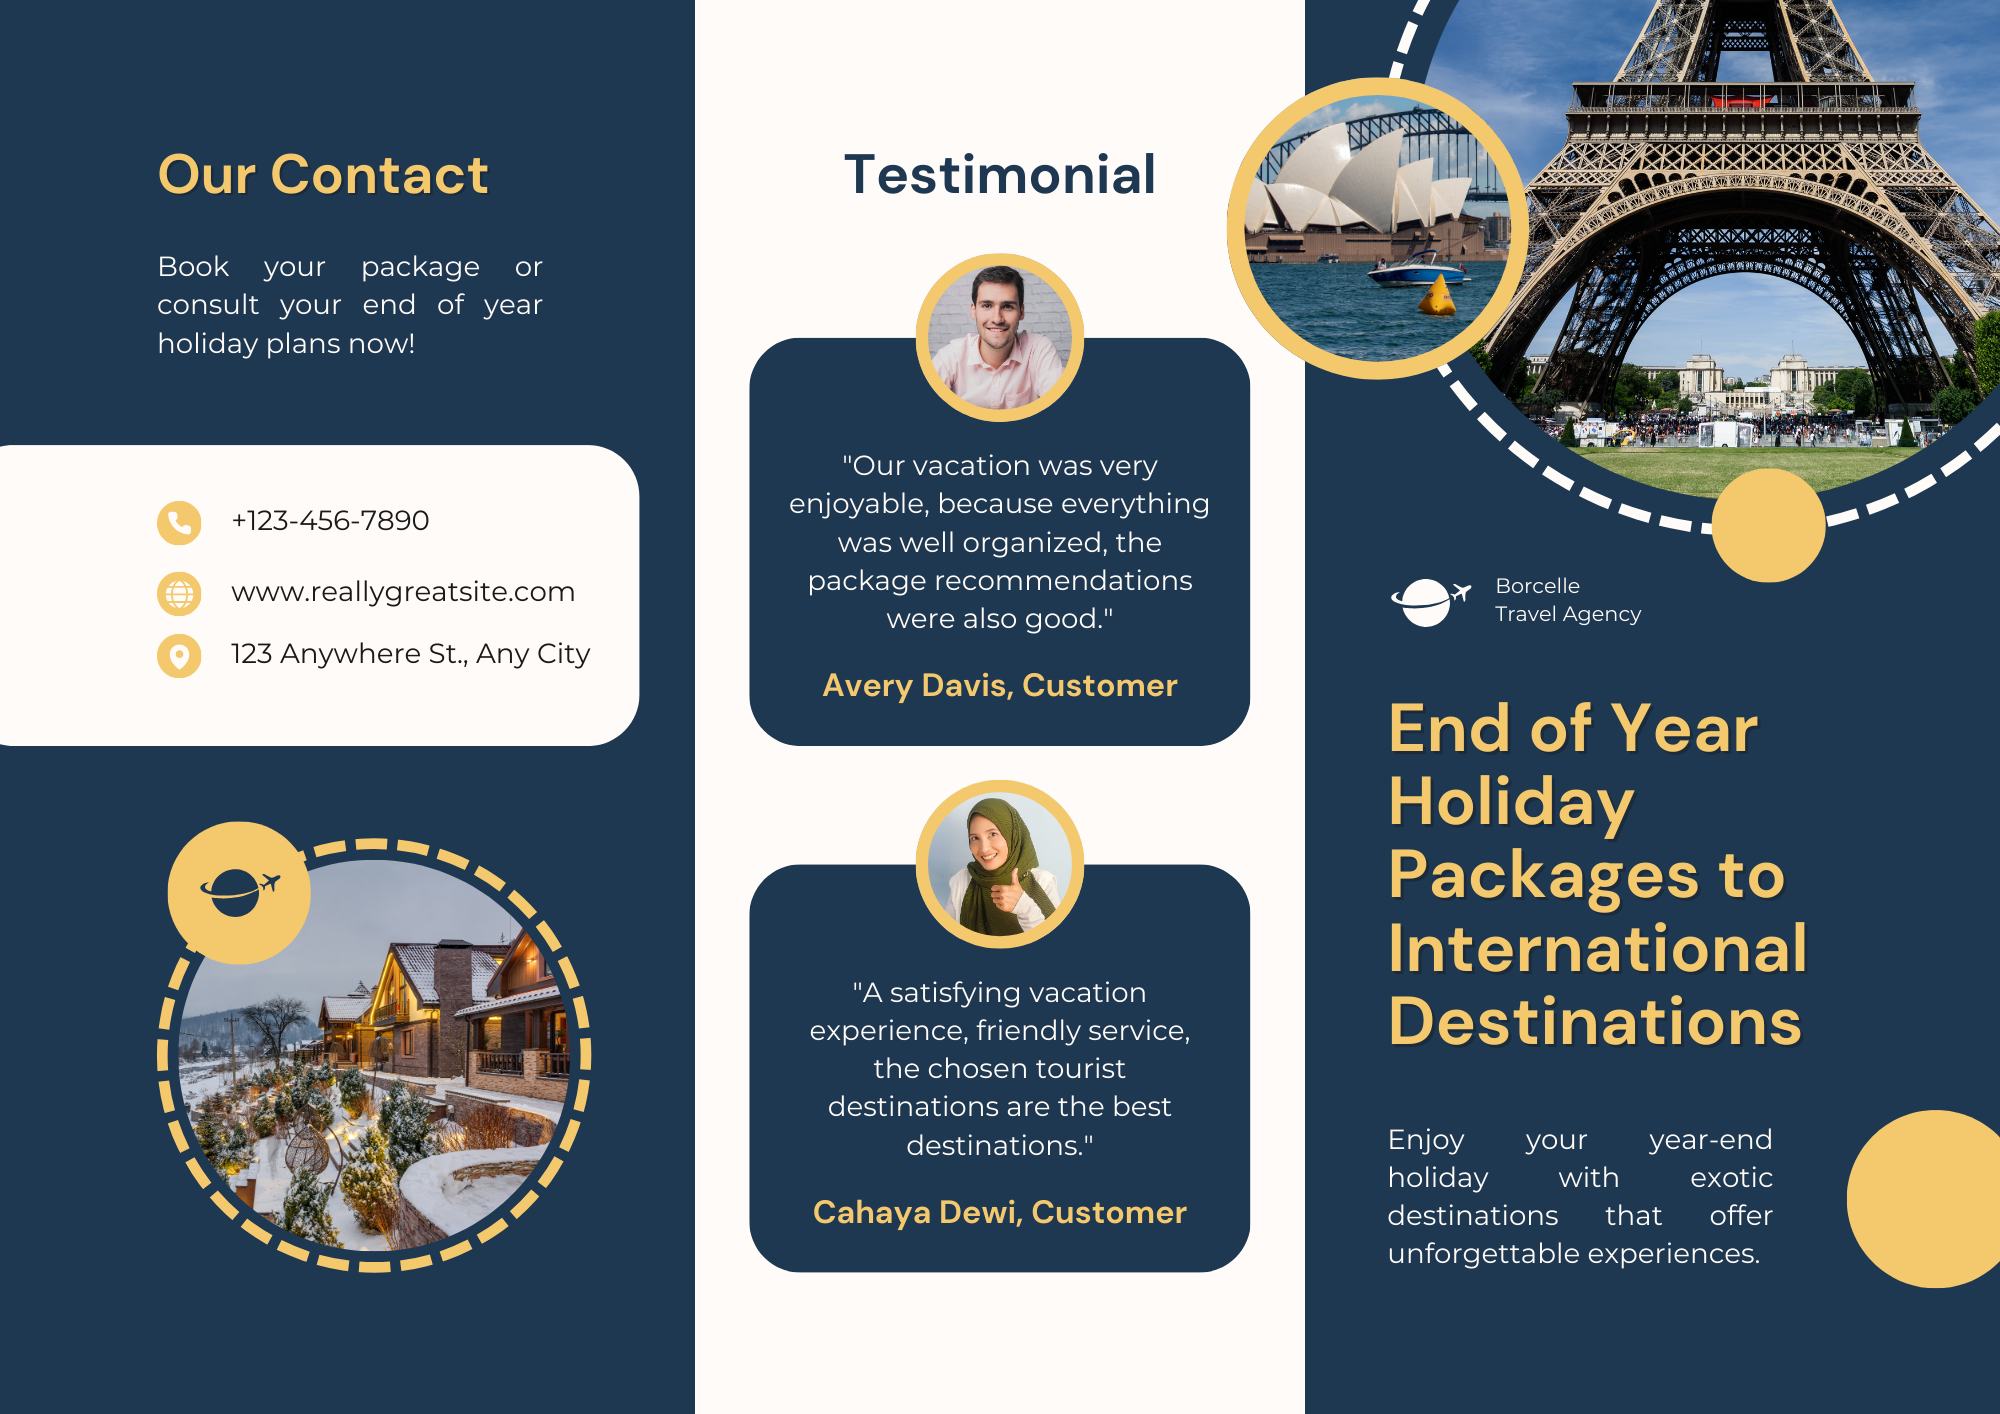 Our Contact
Book your package or
consult your end of year
holiday plans now!
+123-456-7890
www.reallygreatsite.com
123 Anywhere St., Any City
Testimonial
"Our vacation was very
enjoyable, because everything
was well organized, the
package recommendations
were also good."
Avery Davis, Customer
"A satisfying vacation
experience, friendly service,
the chosen tourist
destinations are the best
destinations."
Cahaya Dewi, Customer
Borcelle
Travel Agency
End of Year
Holiday
Packages to
International
Destinations
Enjoy your year-end
holiday with exotic
destinations that offer
unforgettable experiences.